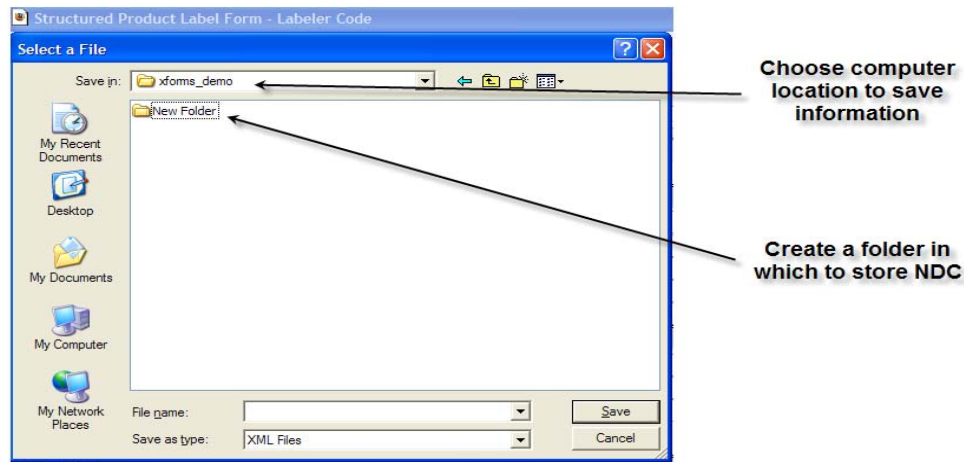 Structured Product Label Form - Labeler Code
Select a File
Save in:
xforms_demo
New Folder
My Recent
Documents
Desktop
My Documents
My Computer
My Network
Places
File name:
Save as type:
XML Files
Save
Cancel
Choose computer
location to save
information
Create a folder in
which to store NDC